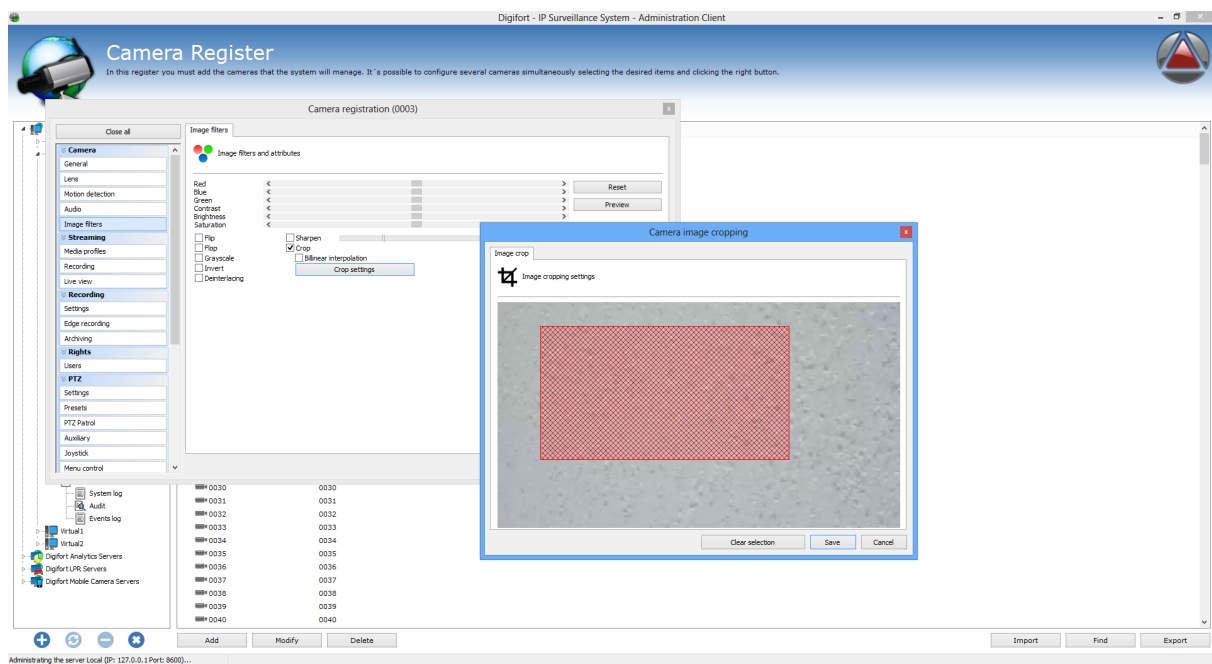 Digifort - IP Surveillance System - Administration Client
Camera Register
In this register you must add the cameras that the system will manage. It´s possible to configure several cameras simultaneously selecting the desired items and clicking the right button.
Camera registration (0003)
Close all
Camera
General
Lens
Motion detection
Audio
Image filters
Streaming
Media profiles
Recording
Live view
Recording
Settings
Edge recording
Archiving
Rights
Users
PTZ
Settings
Presets
PTZ Patrol
Auxiliary
Joystick
Menu control
Image filters
Image filters and attributes
Red
Blue
Green
Contrast
Brightness
Saturation
Reset
Preview
Flip
Flop
Grayscale
Invert
Deinterlacing
Sharpen
Crop
Bilinear interpolation
Crop settings
Camera image cropping
Image crop
Image cropping settings
Clear selection Save Cancel
System log
Audit
Events log
Virtual1
Virtual2
Digifort Analytics Servers
Digifort LPR Servers
Digifort Mobile Camera Servers
0030 0030
0031 0031
0032 0032
0033 0033
0034 0034
0035 0035
0036 0036
0037 0037
0038 0038
0039 0039
0040 0040
Add Modify Delete Import Find Export
Administrating the server Local (IP: 127.0.0.1 Port: 8600)...